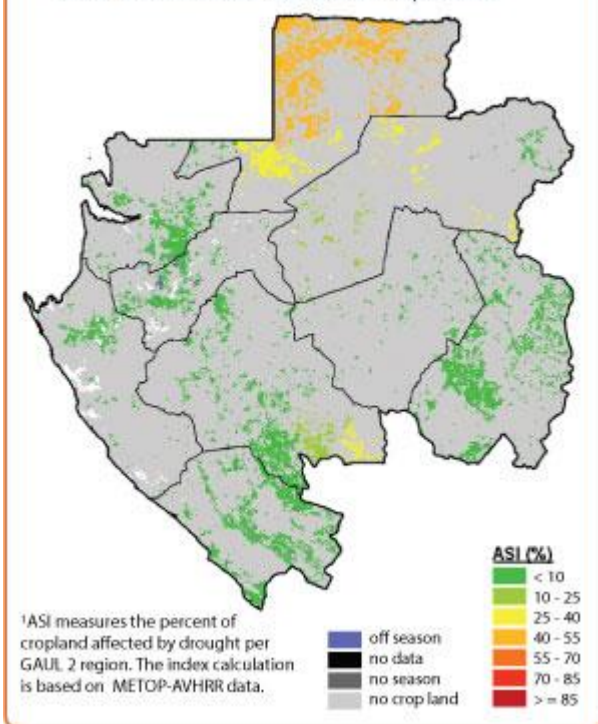 ASI (%)
< 10
10 - 25
25 - 40
40 - 55
55 - 70
70 - 85
> = 85
off season
no data
no season
no crop land
¹ASI measures the percent of
cropland affected by drought per
GAUL 2 region. The index calculation
is based on METOP-AVHRR data.